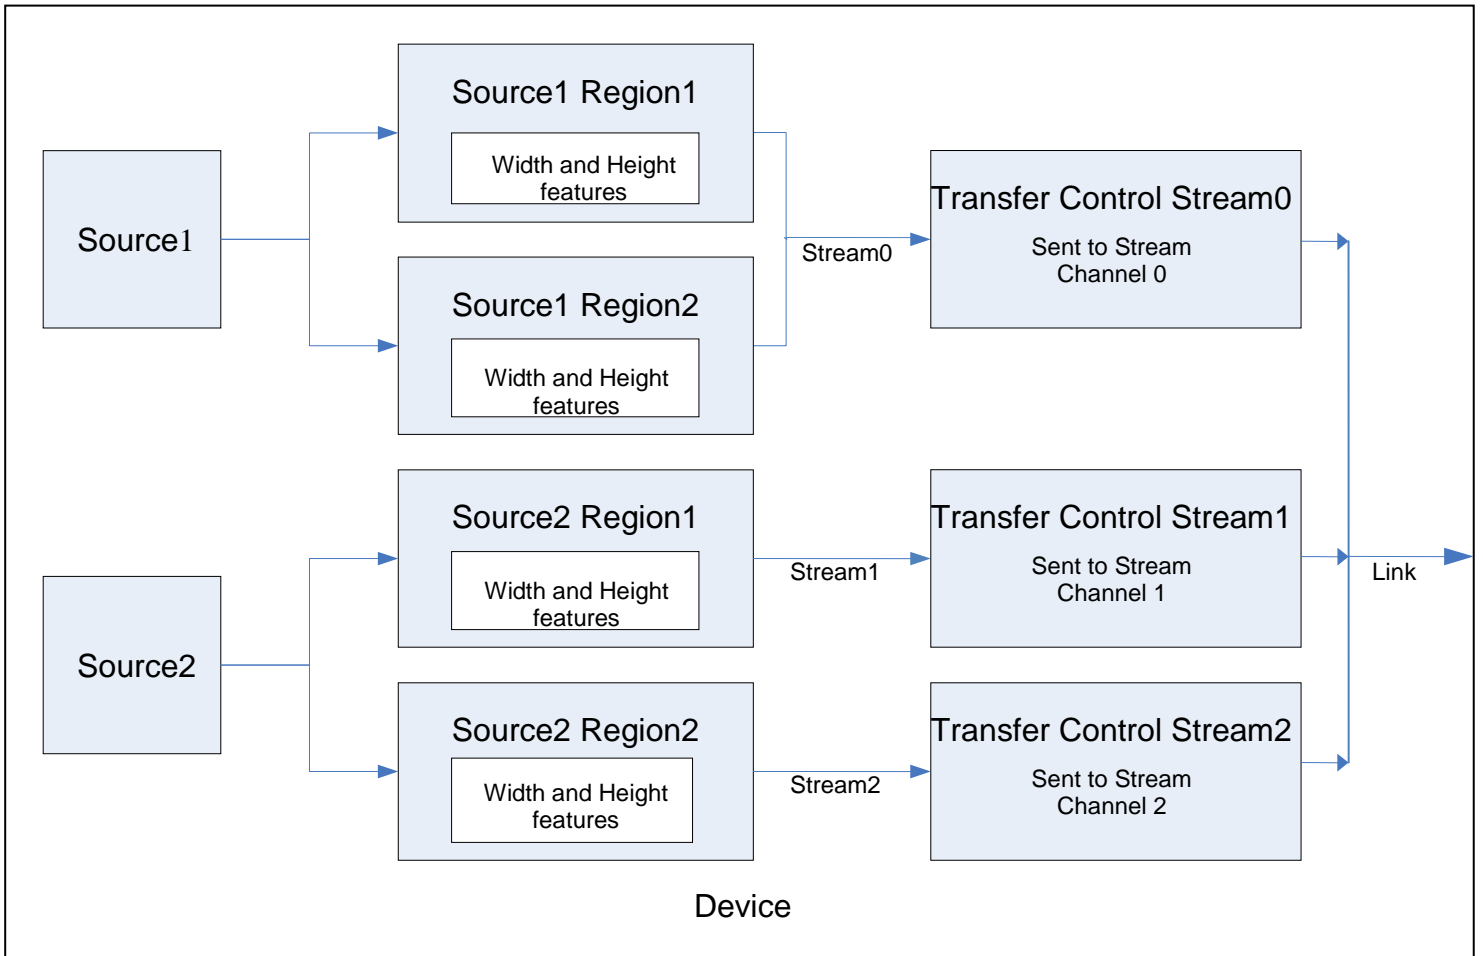 Source1
Source1 Region1
Width and Height
features
Source1 Region2
Width and Height
features
Stream0
Transfer Control Stream0
Sent to Stream
Channel 0
Source2
Source2 Region1
Width and Height
features
Stream1
Transfer Control Stream1
Sent to Stream
Channel 1
Source2 Region2
Width and Height
features
Stream2
Transfer Control Stream2
Sent to Stream
Channel 2
Link
Device